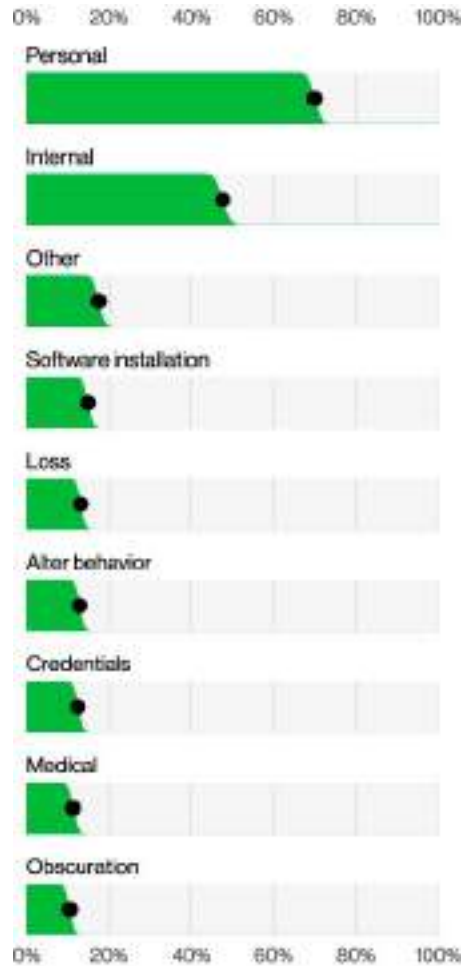 0% 20% 40% 60% 80% 100%
Personal
Internal
Other
Software installation
Loss
Alter behavior
Credentials
Medical
Obscuration
0% 20% 40% 60% 80% 100%